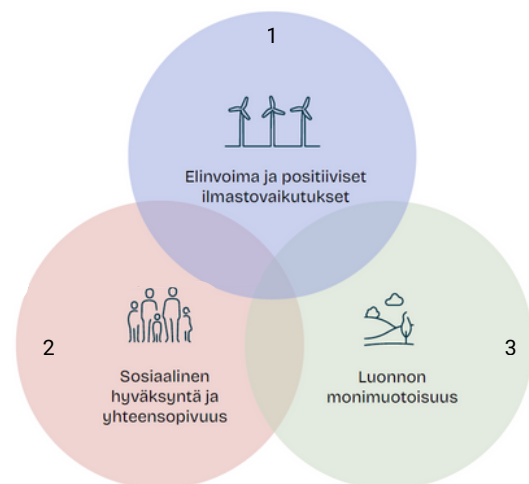 1
Elinvoima ja positiiviset
ilmastovaikutukset
2
Sosiaalinen
hyväksyntä ja
yhteensopivuus
3
Luonnon
monimuotoisuus